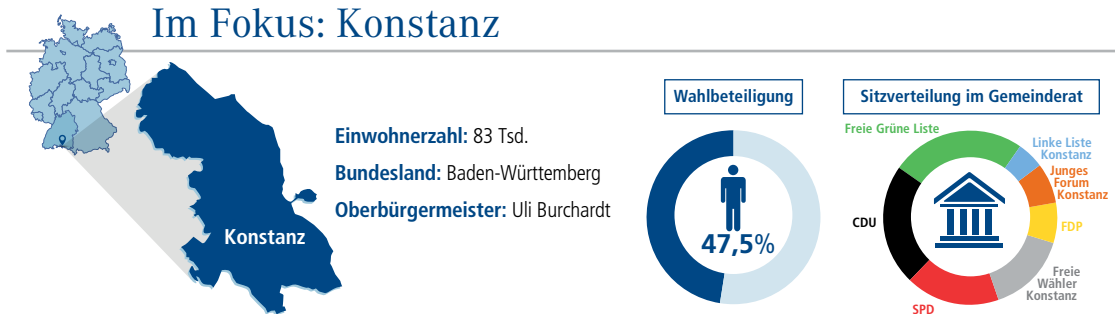 Im Fokus: Konstanz
Konstanz
Einwohnerzahl: 83 Tsd.
Bundesland: Baden-Württemberg
Oberbürgermeister: Uli Burchardt
Wahlbeteiligung
47,5%
Sitzverteilung im Gemeinderat
Freie Grüne Liste
Linke Liste
Konstanz
Junges
Forum
Konstanz
CDU
FDP
Freie
Wähler
Konstanz
SPD